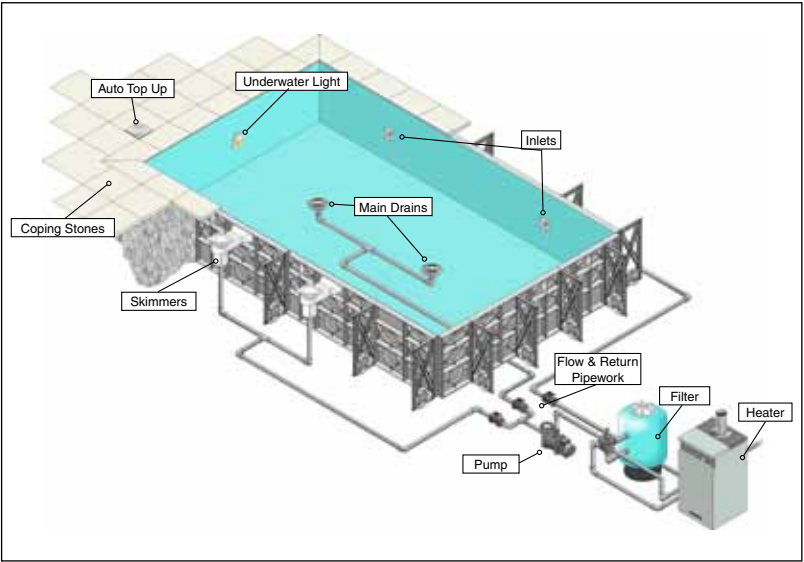 Underwater Light
Auto Top Up
Inlets
Main Drains
Coping Stones
Skimmers
Flow & Return
Pipework
Filter
Heater
Pump